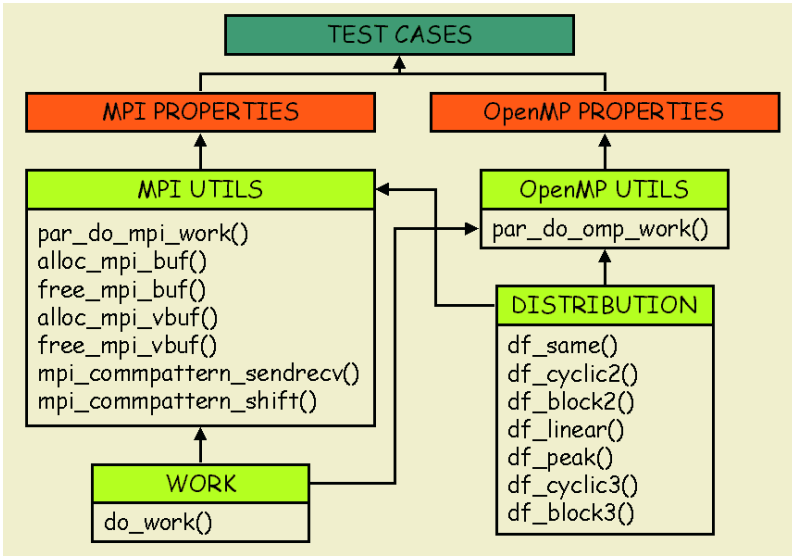 TEST CASES
MPI PROPERTIES
OpenMP PROPERTIES
MPI UTILS
par_do_mpi_work()
alloc_mpi_buf()
free_mpi_buf()
alloc_mpi_vbuf()
free_mpi_vbuf()
mpi_commpattern_sendrecv()
mpi_commpattern_shift()
OpenMP UTILS
par_do_omp_work()
DISTRIBUTION
df_same()
df_cyclic2()
df_block2()
df_linear()
df_peak()
df_cyclic3()
df_block3()
WORK
do_work()